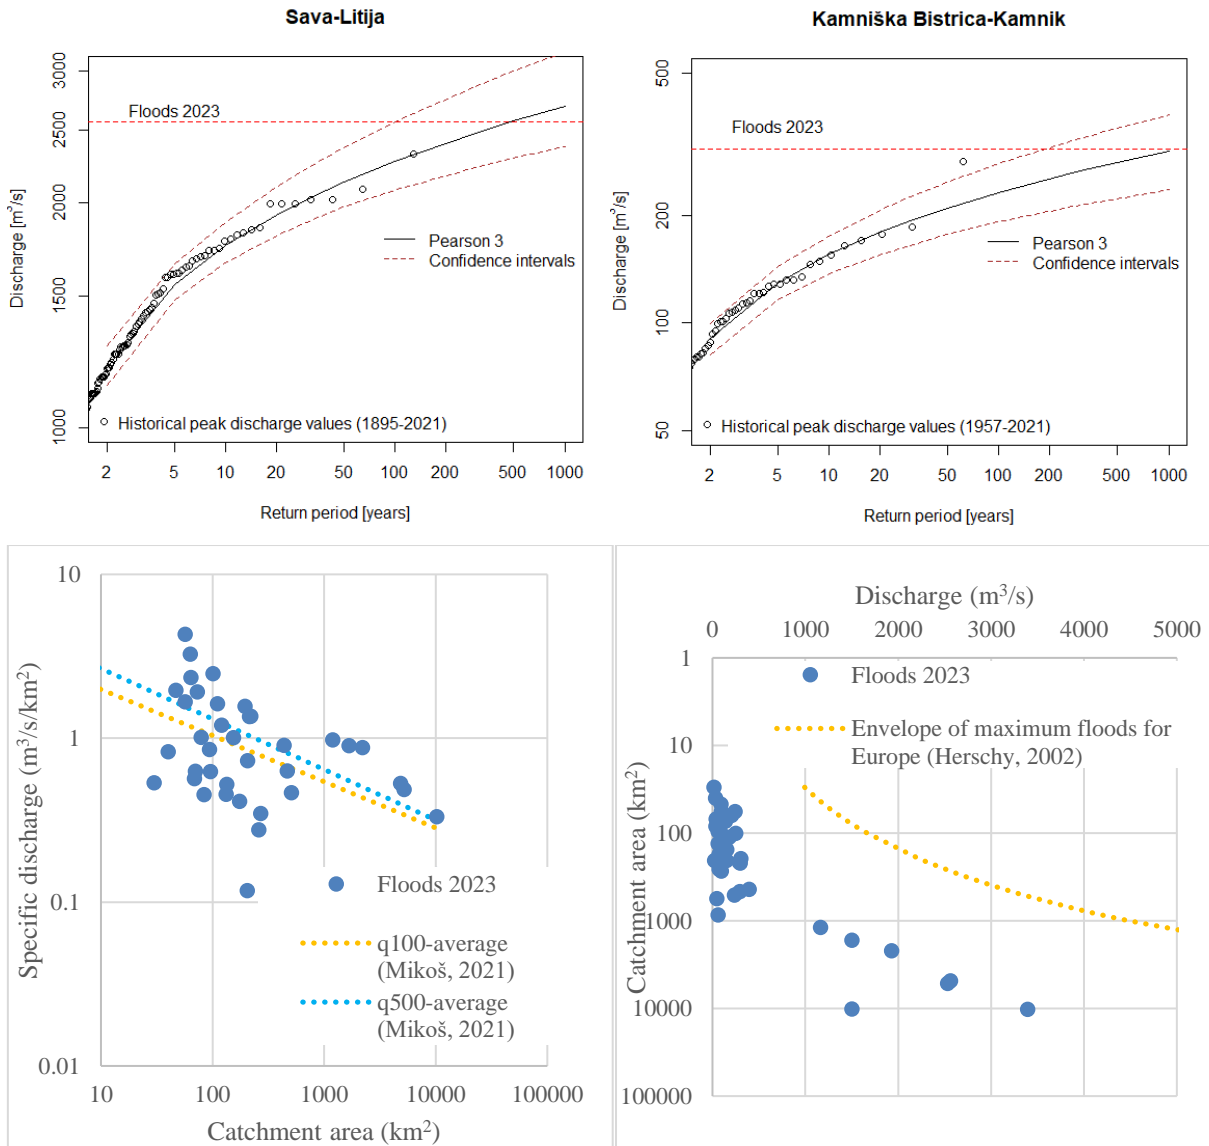 Sava-Litija
Discharge [m³/s]
3000
2500
2000
1500
1000
Floods 2023
Pearson 3
Confidence intervals
Historical peak discharge values (1895-2021)
2 5 10 20 50 100 200 500 1000
Return period [years]
Kamniška Bistrica-Kamnik
Discharge [m³/s]
500
200
100
50
Floods 2023
Pearson 3
Confidence intervals
Historical peak discharge values (1957-2021)
2 5 10 20 50 100 200 500 1000
Return period [years]
Specific discharge (m³/s/km²)
10
1
0.1
0.01
Floods 2023
q100-average
(Mikoš, 2021)
q500-average
(Mikoš, 2021)
10 100 1000 10000 100000
Catchment area (km²)
Discharge (m³/s)
0 1000 2000 3000 4000 5000
Catchment area (km²)
1
10
100
1000
10000
100000
Floods 2023
Envelope of maximum floods for
Europe (Herschy, 2002)